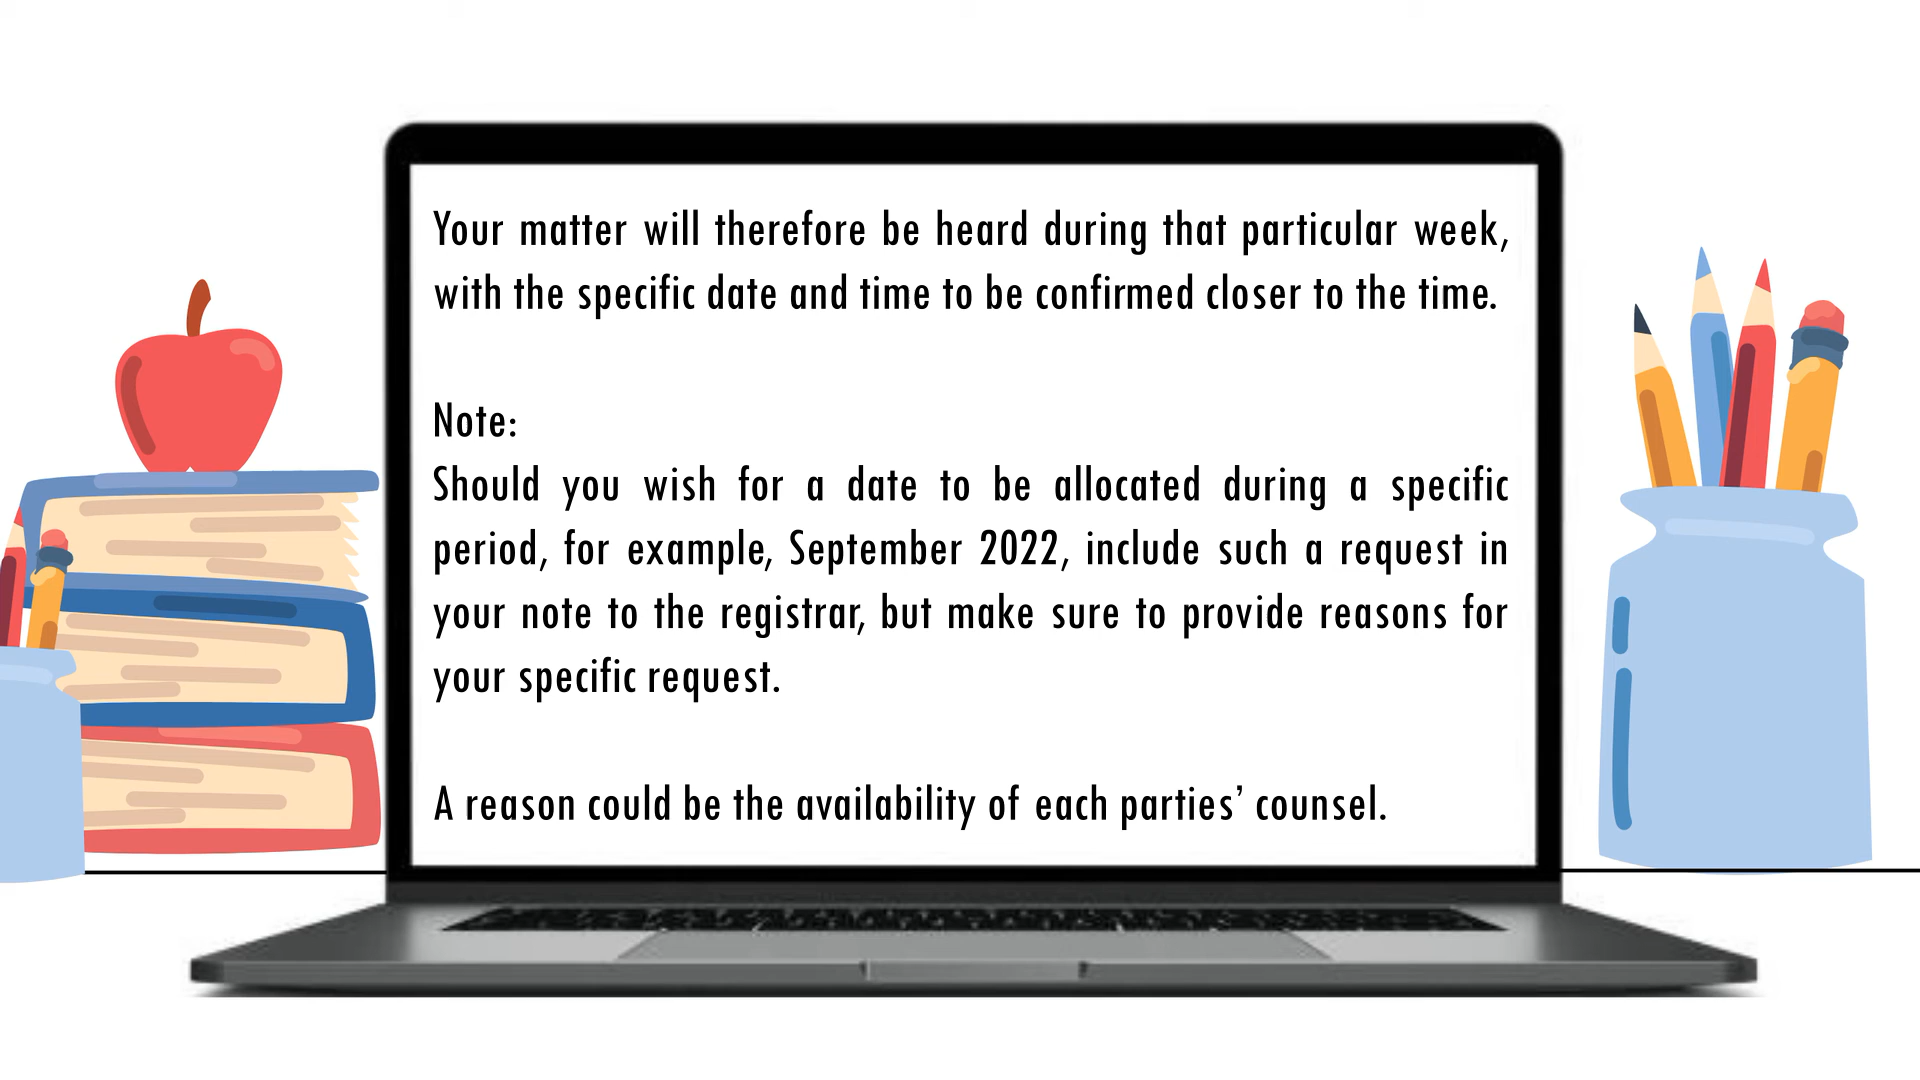 Your matter will therefore be heard during that particular week,
with the specific date and time to be confirmed closer to the time.
Note:
Should you wish for a date to be allocated during a specific
period, for example, September 2022, include such a request in
your note to the registrar, but make sure to provide reasons for
your specific request.
A reason could be the availability of each parties’ counsel.